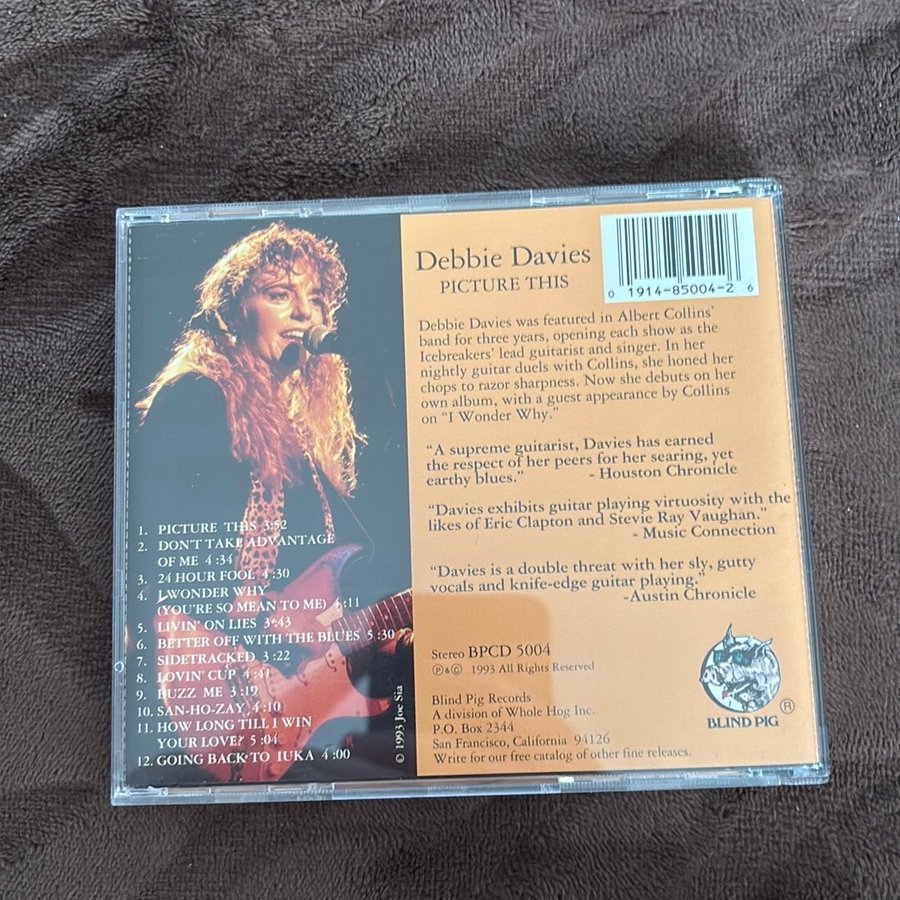 1. PICTURE THIS 3:52
2. DON'T TAKE ADVANTAGE
OF ME 4:34
3. 24 HOUR FOOL 4:30
4. I WONDER WHY
(YOU'RE SO MEAN TO ME) 4:11
5. LIVIN' ON LIES 3:43
6. BETTER OFF WITH THE BLUES 5:30
7. SIDETRACKED 3:22
8. LOVIN' CUP 4:41
9. BUZZ ME 3:19
10. SAN-HO-ZAY 4:10
11. HOW LONG TILL I WIN
YOUR LOVE? 5:04
12. GOING BACK TO IUKA 4:00
© 1993 Joe Sia
Debbie Davies
PICTURE THIS
0 1914-85004-2 6
Debbie Davies was featured in Albert Collins'
band for three years, opening each show as the
Icebreakers' lead guitarist and singer. In her
nightly guitar duels with Collins, she honed her
chops to razor sharpness. Now she debuts on her
own album, with a guest appearance by Collins
on “I Wonder Why.”
“A supreme guitarist, Davies has earned
the respect of her peers for her searing, yet
earthy blues.” - Houston Chronicle
“Davies exhibits guitar playing virtuosity with the
likes of Eric Clapton and Stevie Ray Vaughan.”
- Music Connection
“Davies is a double threat with her sly, gutty
vocals and knife-edge guitar playing.”
-Austin Chronicle
Stereo BPCD 5004
℗&© 1993 All Rights Reserved
Blind Pig Records
A division of Whole Hog Inc.
P.O. Box 2344
San Francisco, California 94126
Write for our free catalog of other fine releases.
BLIND PIG ®